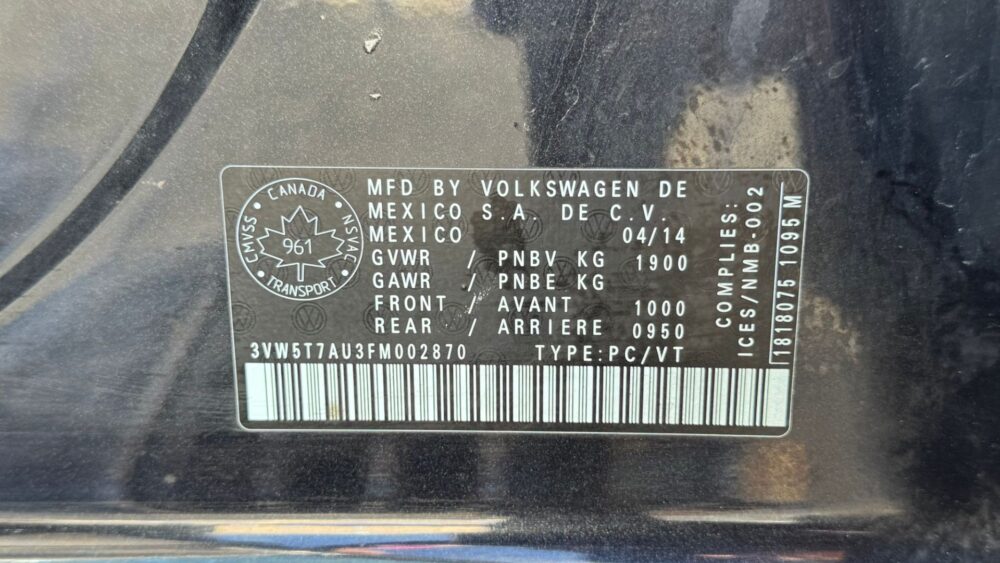 CANADA
CMVSS
NSVAC
961
TRANSPORT
MFD BY VOLKSWAGEN DE
MEXICO S.A. DE C.V.
MEXICO 04/14
GVWR / PNBV KG 1900
GAWR / PNBE KG
FRONT / AVANT 1000
REAR / ARRIERE 0950
3VW5T7AU3FM002870 TYPE:PC/VT
COMPLIES:
ICES/NMB-002
1818075 1095 M